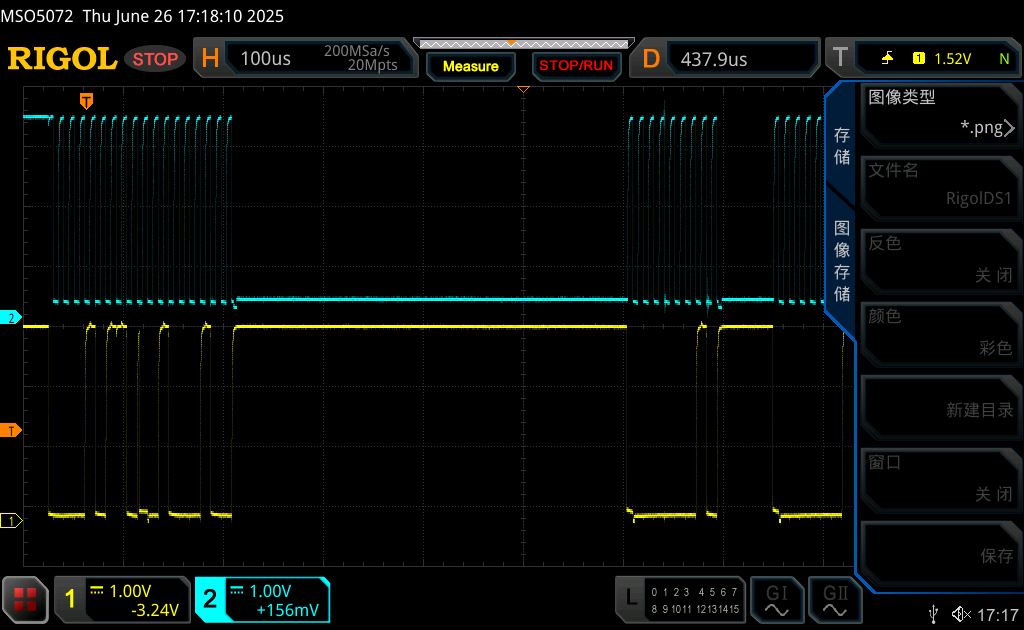 MSO5072 Thu June 26 17:18:10 2025
RIGOL STOP H 100us 200MSa/s 20Mpts Measure STOP/RUN D 437.9us T 1 1.52V N
T
存储
图像存储
图像类型
*.png
文件名
RigolDS1
反色
关闭
颜色
彩色
新建目录
窗口
关闭
保存
2
T
1
1 1.00V -3.24V
2 1.00V +156mV
L 0 1 2 3 4 5 6 7
8 9 10 11 12 13 14 15
GI GII
17:17